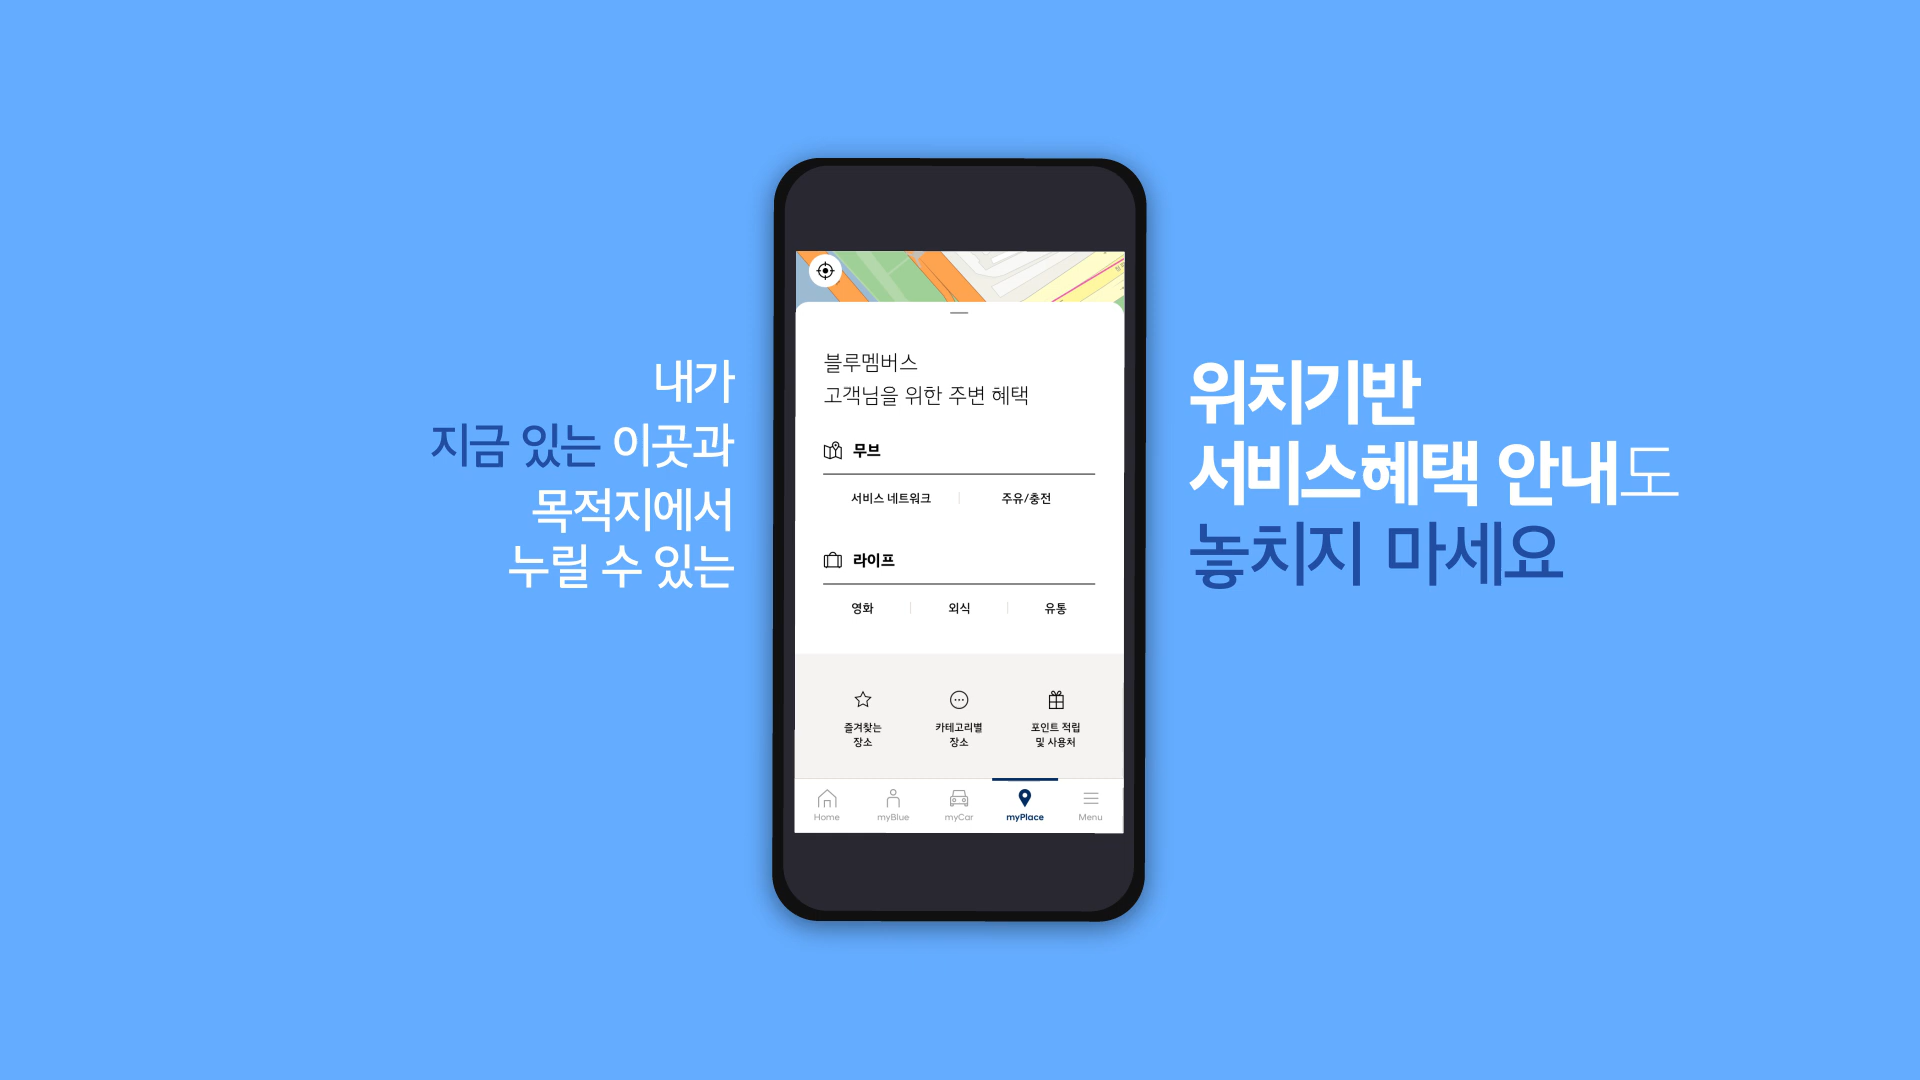 내가
지금 있는 이곳과
목적지에서
누릴 수 있는
블루멤버스
고객님을 위한 주변 혜택
무브
서비스 네트워크 주유/충전
라이프
영화 외식 유통
즐겨찾는
장소
카테고리별
장소
포인트 적립
및 사용처
Home myBlue myCar myPlace Menu
위치기반
서비스혜택 안내도
놓치지 마세요